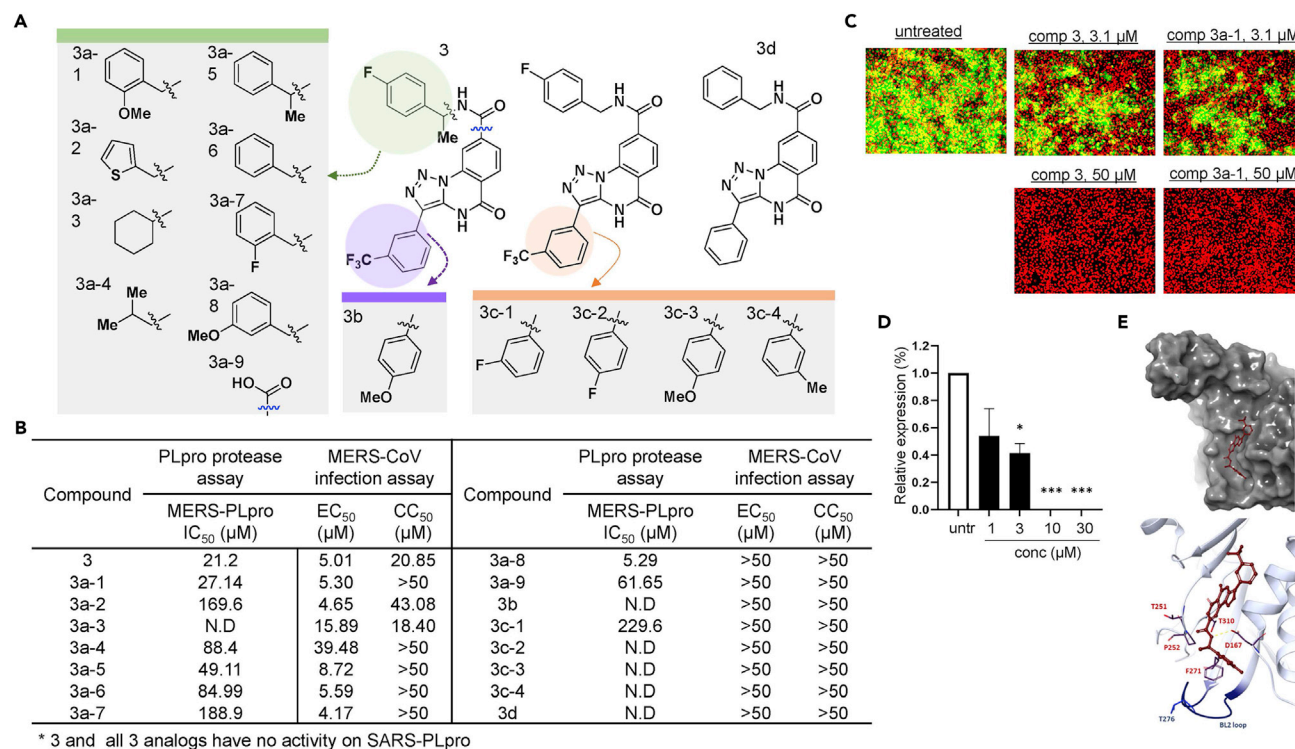 A
3a-1
OMe
3a-2
S
3a-3
3a-4
Me
Me
3a-5
Me
3a-6
3a-7
F
3a-8
MeO
3a-9
HO O
3
F
NH
O
Me
N
N
N
N
N
H
O
F3C
F
NH
O
N
N
N
N
N
H
O
F3C
3d
NH
O
N
N
N
N
N
H
O
3b
MeO
3c-1
F
3c-2
F
3c-3
MeO
3c-4
Me
B
Compound PLpro protease assay MERS-CoV infection assay Compound PLpro protease assay MERS-CoV infection assay
MERS-PLpro IC50 (µM) EC50 (µM) CC50 (µM) MERS-PLpro IC50 (µM) EC50 (µM) CC50 (µM)
3 21.2 5.01 20.85 3a-8 5.29 >50 >50
3a-1 27.14 5.30 >50 3a-9 61.65 >50 >50
3a-2 169.6 4.65 43.08 3b N.D >50 >50
3a-3 N.D 15.89 18.40 3c-1 229.6 >50 >50
3a-4 88.4 39.48 >50 3c-2 N.D >50 >50
3a-5 49.11 8.72 >50 3c-3 N.D >50 >50
3a-6 84.99 5.59 >50 3c-4 N.D >50 >50
3a-7 188.9 4.17 >50 3d N.D >50 >50
* 3 and all 3 analogs have no activity on SARS-PLpro
C
untreated
comp 3, 3.1 µM
comp 3a-1, 3.1 µM
comp 3, 50 µM
comp 3a-1, 50 µM
D
Relative expression (%)
1.2
1.0
0.8
0.6
0.4
0.2
0.0
*
*** ***
untr 1 3 10 30
conc (µM)
E
T251
P252
T310
D167
F271
T276
BL2 loop